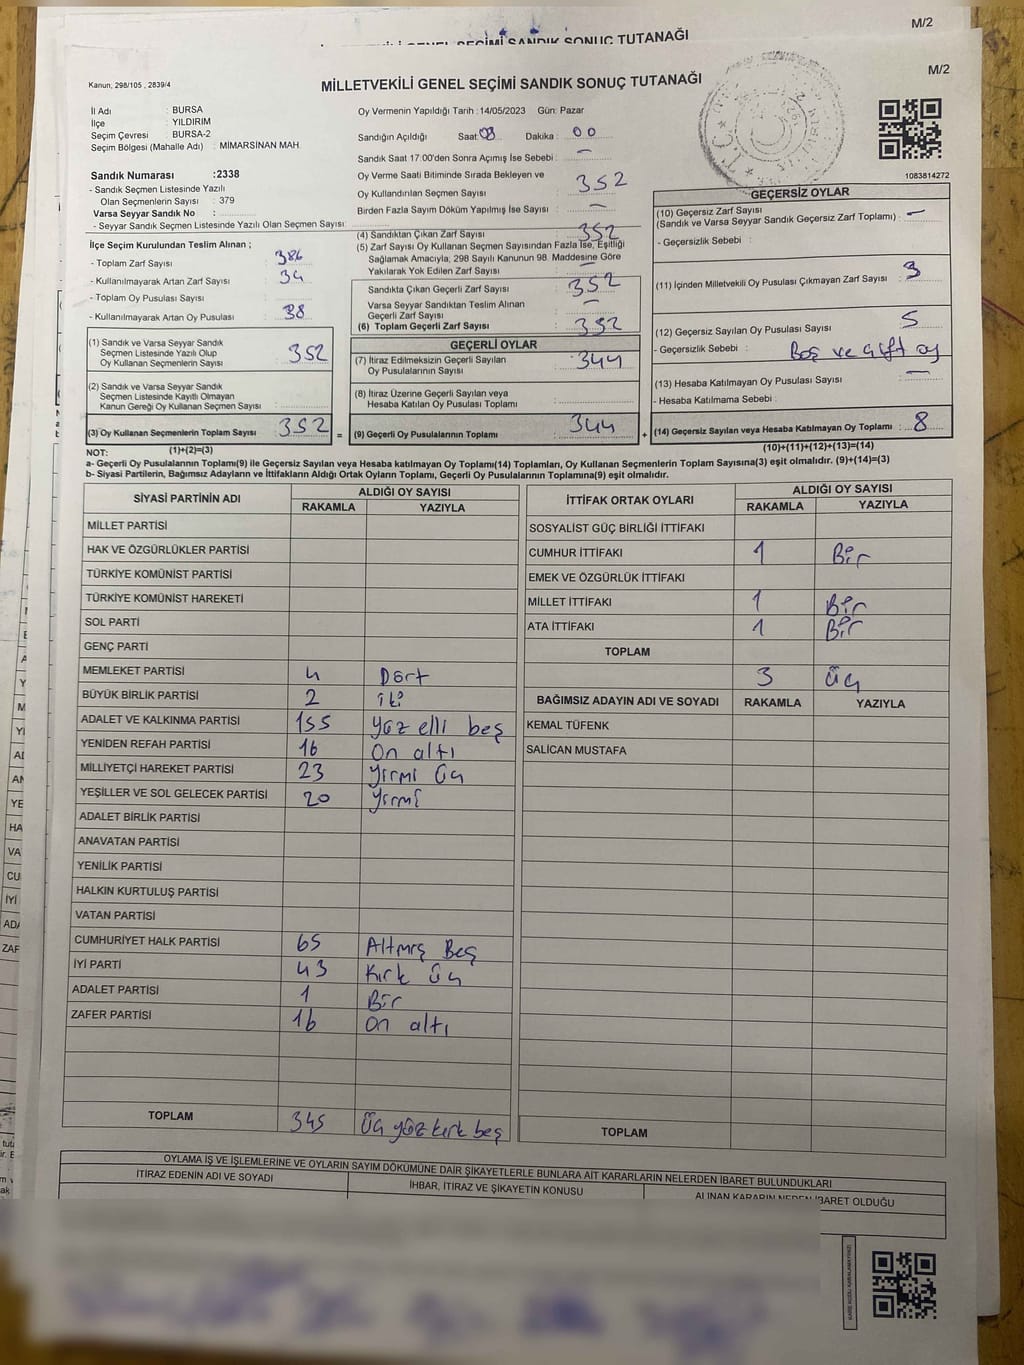 M/2
MİLLETVEKİLİ GENEL SEÇİMİ SANDIK SONUÇ TUTANAĞI
M/2
Kanun, 298/105 , 2839/4
İl Adı : BURSA
İlçe : YILDIRIM
Seçim Çevresi : BURSA-2
Seçim Bölgesi (Mahalle Adı) : MİMARSİNAN MAH.
Oy Vermenin Yapıldığı Tarih : 14/05/2023 Gün: Pazar
Sandığın Açıldığı Saat: 08 Dakika : 00
Sandık Saat 17.00'den Sonra Açımış İse Sebebi : —
Oy Verme Saati Bitiminde Sırada Bekleyen ve
Oy Kullandırılan Seçmen Sayısı : 352
Birden Fazla Sayım Döküm Yapılmış İse Sayısı : —
1083814272
Sandık Numarası :2338
- Sandık Seçmen Listesinde Yazılı
Olan Seçmenlerin Sayısı : 379
Varsa Seyyar Sandık No :
- Seyyar Sandık Seçmen Listesinde Yazılı Olan Seçmen Sayısı:
İlçe Seçim Kurulundan Teslim Alınan ;
- Toplam Zarf Sayısı : 386
- Kullanılmayarak Artan Zarf Sayısı : 34
- Toplam Oy Pusulası Sayısı :
- Kullanılmayarak Artan Oy Pusulası : 38
(1) Sandık ve Varsa Seyyar Sandık
Seçmen Listesinde Yazılı Olup
Oy Kullanan Seçmenlerin Sayısı : 352
(2) Sandık ve Varsa Seyyar Sandık
Seçmen Listesinde Kayıtlı Olmayan
Kanun Gereği Oy Kullanan Seçmen Sayısı :
(3) Oy Kullanan Seçmenlerin Toplam Sayısı : 352
(1)+(2)=(3)
(4) Sandıktan Çıkan Zarf Sayısı : 352
(5) Zarf Sayısı Oy Kullanan Seçmen Sayısından Fazla İse, Eşitliği
Sağlamak Amacıyla, 298 Sayılı Kanunun 98. Maddesine Göre
Yakılarak Yok Edilen Zarf Sayısı : —
Sandıkta Çıkan Geçerli Zarf Sayısı : 352
Varsa Seyyar Sandıktan Teslim Alınan
Geçerli Zarf Sayısı : —
(6) Toplam Geçerli Zarf Sayısı : 352
GEÇERLİ OYLAR
(7) İtiraz Edilmeksizin Geçerli Sayılan
Oy Pusulalarının Sayısı : 344
(8) İtiraz Üzerine Geçerli Sayılan veya
Hesaba Katılan Oy Pusulası Toplamı :
= (9) Geçerli Oy Pusulalarının Toplamı : 344
GEÇERSİZ OYLAR
(10) Geçersiz Zarf Sayısı
(Sandık ve Varsa Seyyar Sandık Geçersiz Zarf Toplamı) : —
- Geçersizlik Sebebi :
(11) İçinden Milletvekili Oy Pusulası Çıkmayan Zarf Sayısı : 3
(12) Geçersiz Sayılan Oy Pusulası Sayısı : 5
- Geçersizlik Sebebi : Boş ve çift oy
(13) Hesaba Katılmayan Oy Pusulası Sayısı : —
- Hesaba Katılmama Sebebi :
+ (14) Geçersiz Sayılan veya Hesaba Katılmayan Oy Toplamı : 8
(10)+(11)+(12)+(13)=(14)
NOT:
a- Geçerli Oy Pusulalarının Toplamı(9) ile Geçersiz Sayılan veya Hesaba katılmayan Oy Toplamı(14) Toplamları, Oy Kullanan Seçmenlerin Toplam Sayısına(3) eşit olmalıdır. (9)+(14)=(3)
b- Siyasi Partilerin, Bağımsız Adayların ve İttifakların Aldığı Ortak Oyların Toplamı, Geçerli Oy Pusulalarının Toplamına(9) eşit olmalıdır.
SİYASİ PARTİNİN ADI ALDIĞI OY SAYISI
RAKAMLA YAZIYLA
MİLLET PARTİSİ
HAK VE ÖZGÜRLÜKLER PARTİSİ
TÜRKİYE KOMÜNİST PARTİSİ
TÜRKİYE KOMÜNİST HAREKETİ
SOL PARTİ
GENÇ PARTİ
MEMLEKET PARTİSİ 4 Dört
BÜYÜK BİRLİK PARTİSİ 2 iki
ADALET VE KALKINMA PARTİSİ 155 yüz elli beş
YENİDEN REFAH PARTİSİ 16 On altı
MİLLİYETÇİ HAREKET PARTİSİ 23 Yirmi üç
YEŞİLLER VE SOL GELECEK PARTİSİ 20 Yirmi
ADALET BİRLİK PARTİSİ
ANAVATAN PARTİSİ
YENİLİK PARTİSİ
HALKIN KURTULUŞ PARTİSİ
VATAN PARTİSİ
CUMHURİYET HALK PARTİSİ 65 Altmış Beş
İYİ PARTİ 43 Kırk üç
ADALET PARTİSİ 1 Bir
ZAFER PARTİSİ 16 On altı
TOPLAM 345 Üç yüz kırk beş
İTTİFAK ORTAK OYLARI ALDIĞI OY SAYISI
RAKAMLA YAZIYLA
SOSYALİST GÜÇ BİRLİĞİ İTTİFAKI
CUMHUR İTTİFAKI 1 Bir
EMEK VE ÖZGÜRLÜK İTTİFAKI
MİLLET İTTİFAKI 1 Bir
ATA İTTİFAKI 1 Bir
TOPLAM
3 Üç
BAĞIMSIZ ADAYIN ADI VE SOYADI RAKAMLA YAZIYLA
KEMAL TÜFENK
SALİCAN MUSTAFA
TOPLAM
OYLAMA İŞ VE İŞLEMLERİNE VE OYLARIN SAYIM DÖKÜMÜNE DAİR ŞİKAYETLERLE BUNLARA AİT KARARLARIN NELERDEN İBARET BULUNDUKLARI
İTİRAZ EDENİN ADI VE SOYADI
İHBAR, İTİRAZ VE ŞİKAYETİN KONUSU
ALINAN KARARIN NEDEN İBARET OLDUĞU